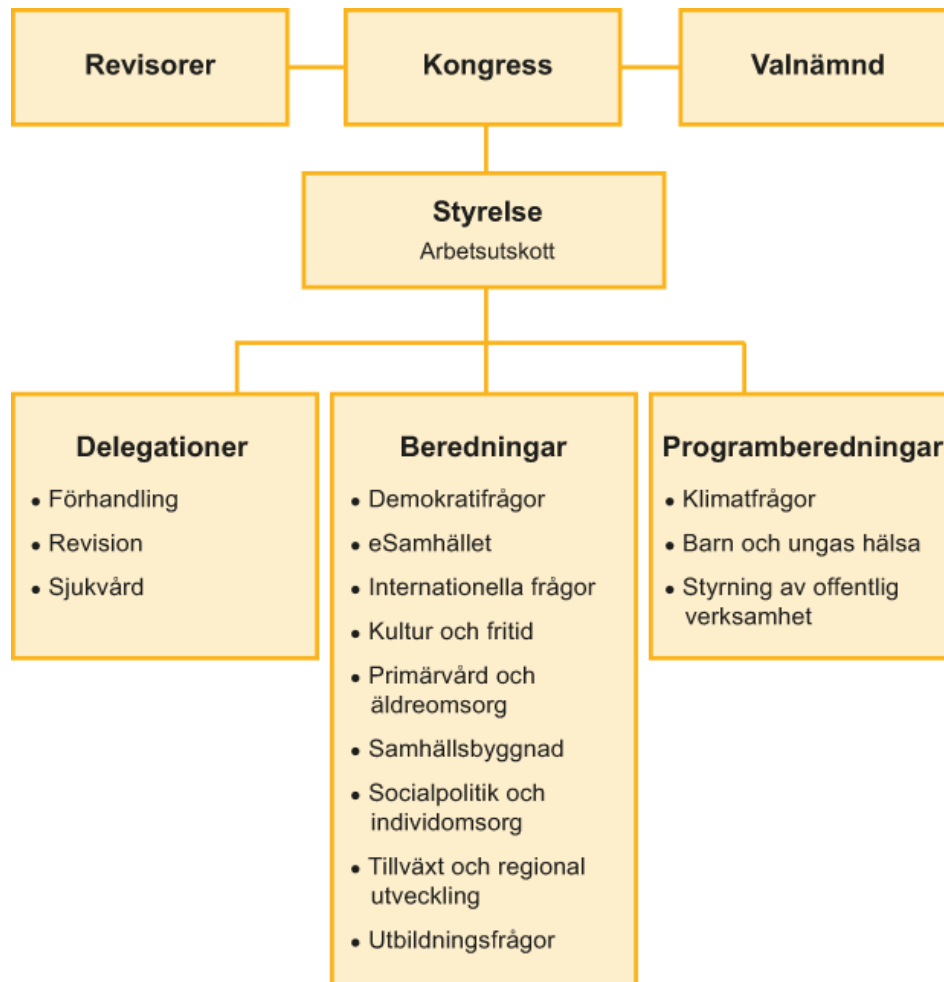 Revisorer
Kongress
Valnämnd
Styrelse
Arbetsutskott
Delegationer
• Förhandling
• Revision
• Sjukvård
Beredningar
• Demokratifrågor
• eSamhället
• Internationella frågor
• Kultur och fritid
• Primärvård och
äldreomsorg
• Samhällsbyggnad
• Socialpolitik och
individomsorg
• Tillväxt och regional
utveckling
• Utbildningsfrågor
Programberedningar
• Klimatfrågor
• Barn och ungas hälsa
• Styrning av offentlig
verksamhet